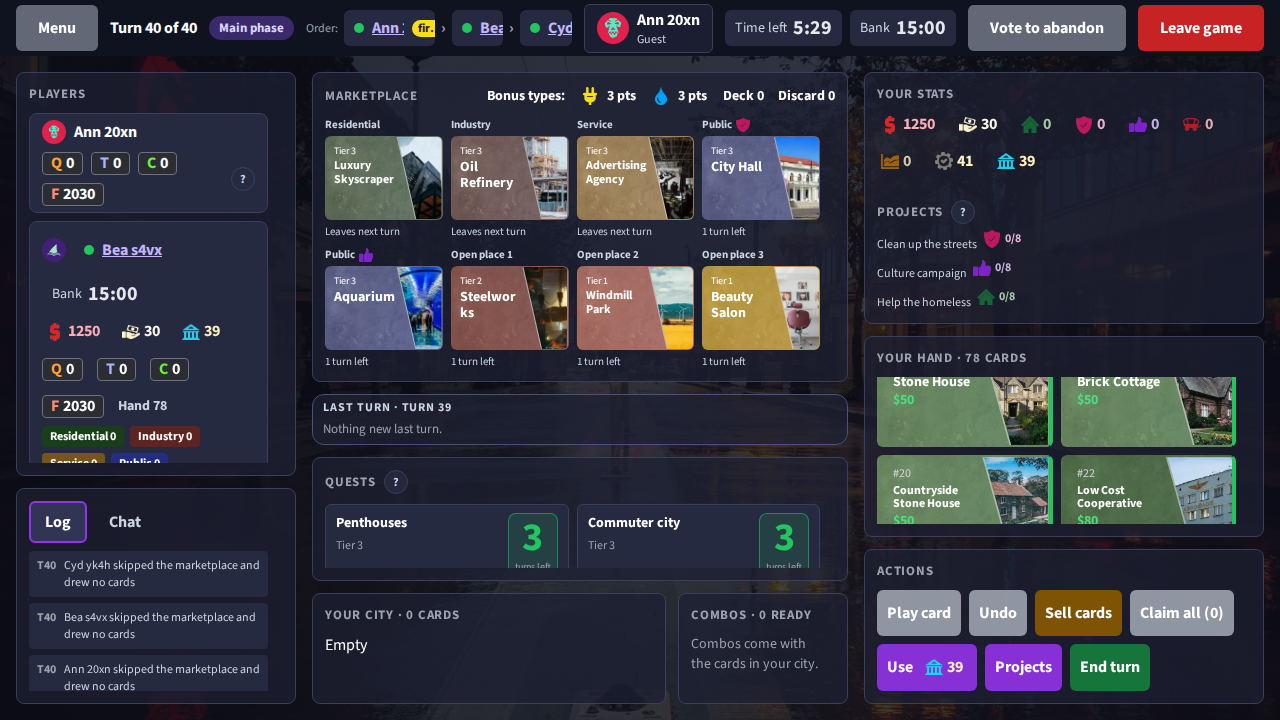 Menu
Turn 40 of 40
Main phase
Order:
Ann
fir.
›
Bea
›
Cyd
Ann 20xn
Guest
Time left 5:29
Bank 15:00
Vote to abandon
Leave game
PLAYERS
Ann 20xn
Q 0
T 0
C 0
F 2030
?
Bea s4vx
Bank 15:00
1250
30
39
Q 0
T 0
C 0
F 2030
Hand 78
Residential 0
Industry 0
Service 0
Public 0
Log
Chat
T40 Cyd yk4h skipped the marketplace and
drew no cards
T40 Bea s4vx skipped the marketplace and
drew no cards
T40 Ann 20xn skipped the marketplace and
drew no cards
MARKETPLACE
Bonus types:
3 pts
3 pts
Deck 0
Discard 0
Residential
Industry
Service
Public
Tier 3
Luxury
Skyscraper
Tier 3
Oil
Refinery
Tier 3
Advertising
Agency
Tier 3
City Hall
Leaves next turn
Leaves next turn
Leaves next turn
1 turn left
Public
Open place 1
Open place 2
Open place 3
Tier 3
Aquarium
Tier 2
Steelwor
ks
Tier 1
Windmill
Park
Tier 1
Beauty
Salon
1 turn left
1 turn left
1 turn left
1 turn left
LAST TURN · TURN 39
Nothing new last turn.
QUESTS
?
Penthouses
Tier 3
3
turns left
Commuter city
Tier 3
3
turns left
YOUR CITY · 0 CARDS
Empty
COMBOS · 0 READY
Combos come with
the cards in your city.
YOUR STATS
1250
30
0
0
0
0
0
41
39
PROJECTS
?
Clean up the streets
0/8
Culture campaign
0/8
Help the homeless
0/8
YOUR HAND · 78 CARDS
Stone House
$50
Brick Cottage
$50
#20
Countryside
Stone House
$50
#22
Low Cost
Cooperative
$80
ACTIONS
Play card
Undo
Sell cards
Claim all (0)
Use 39
Projects
End turn